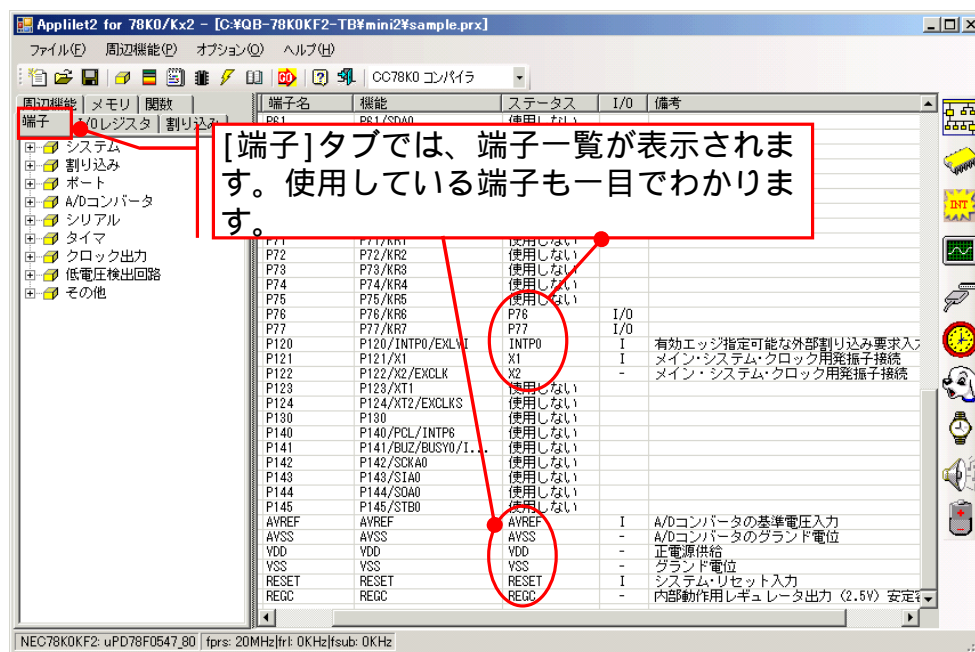 Applilet2 for 78K0/Kx2 - [C:¥QB-78K0KF2-TB¥mini2¥sample.prx]
ファイル(F) 周辺機能(P) オプション(O) ヘルプ(H)
CC78K0 コンパイラ
周辺機能 メモリ 関数
端子 I/Oレジスタ 割り込み
システム
割り込み
ポート
A/Dコンバータ
シリアル
タイマ
クロック出力
低電圧検出回路
その他
[端子]タブでは、端子一覧が表示されま
す。使用している端子も一目でわかりま
す。
端子名 機能 ステータス I/O 備考
P61 P61/SDA0 使用しない
P71 P71/KR1 使用しない
P72 P72/KR2 使用しない
P73 P73/KR3 使用しない
P74 P74/KR4 使用しない
P75 P75/KR5 使用しない
P76 P76/KR6 P76 I/O
P77 P77/KR7 P77 I/O
P120 P120/INTP0/EXLVI INTP0 I 有効エッジ指定可能な外部割り込み要求入力
P121 P121/X1 X1 I メイン・システム・クロック用発振子接続
P122 P122/X2/EXCLK X2 - メイン・システム・クロック用発振子接続
P123 P123/XT1 使用しない
P124 P124/XT2/EXCLKS 使用しない
P130 P130 使用しない
P140 P140/PCL/INTP6 使用しない
P141 P141/BUZ/BUSY0/I... 使用しない
P142 P142/SCKA0 使用しない
P143 P143/SIA0 使用しない
P144 P144/SOA0 使用しない
P145 P145/STB0 使用しない
AVREF AVREF AVREF I A/Dコンバータの基準電圧入力
AVSS AVSS AVSS - A/Dコンバータのグランド電位
VDD VDD VDD - 正電源供給
VSS VSS VSS - グランド電位
RESET RESET RESET I システム・リセット入力
REGC REGC REGC - 内部動作用レギュレータ出力 (2.5V) 安定
INT
NEC78K0KF2: uPD78F0547_80 fprs: 20MHz|frl: 0KHz|fsub: 0KHz